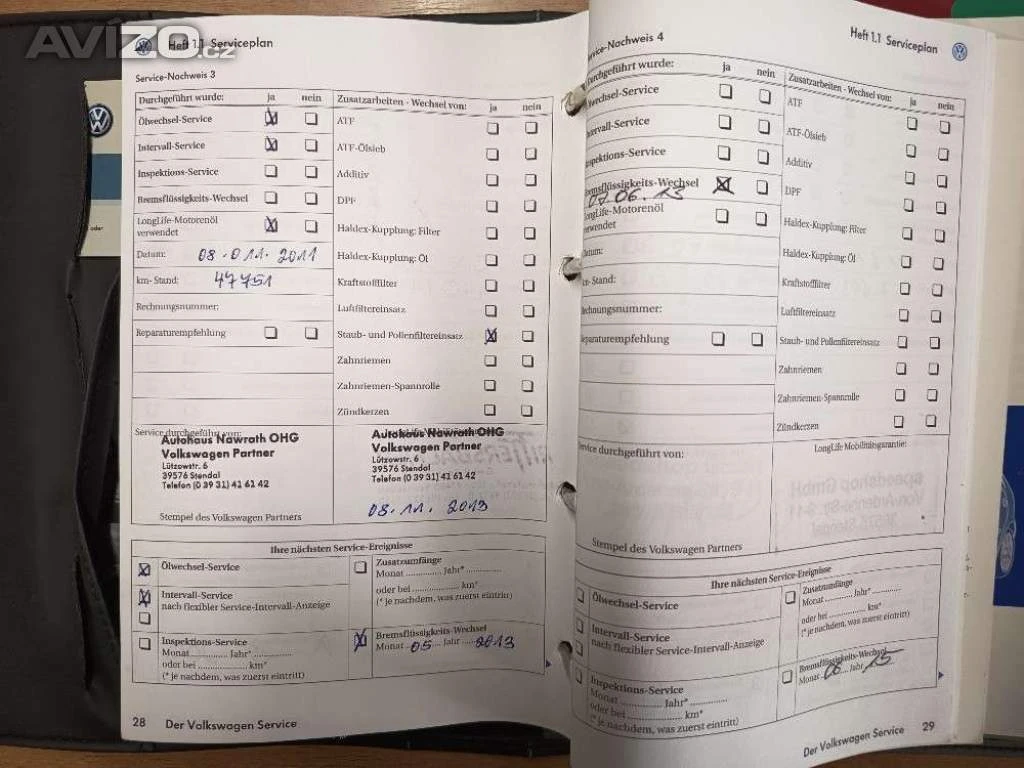 AVIZO.cz
Heft 1.1 Serviceplan
Service-Nachweis 3
Durchgeführt wurde: ja nein
Ölwechsel-Service
Intervall-Service
Inspektions-Service
Bremsflüssigkeits-Wechsel
LongLife-Motorenöl
verwendet
Datum: 08.011.2011
km-Stand: 47751
Rechnungsnummer:
Reparaturempfehlung
Zusatzarbeiten - Wechsel von: ja nein
ATF
ATF-Ölsieb
Additiv
DPF
Haldex-Kupplung: Filter
Haldex-Kupplung: Öl
Kraftstoffilter
Luftfiltereinsatz
Staub- und Pollenfiltereinsatz
Zahnriemen
Zahnriemen-Spannrolle
Zündkerzen
Service durchgeführt von:
Autohaus Nawrath OHG
Volkswagen Partner
Lützowstr. 6
39576 Stendal
Telefon (0 39 31) 41 61 42
Stempel des Volkswagen Partners
Autohaus Nawrath OHG
Volkswagen Partner
Lützowstr. 6
39576 Stendal
Telefon (0 39 31) 41 61 42
08.11.2013
Ihre nächsten Service-Ereignisse
Ölwechsel-Service
Intervall-Service
nach flexibler Service-Intervall-Anzeige
Inspektions-Service
Monat ............ Jahr* ............
oder bei ............ km*
(* je nachdem, was zuerst eintritt)
Zusatzumfänge
Monat ............ Jahr* ............
oder bei ............ km*
(* je nachdem, was zuerst eintritt)
Bremsflüssigkeits-Wechsel
Monat 05 Jahr 2013
28 Der Volkswagen Service
Heft 1.1 Serviceplan
Service-Nachweis 4
Durchgeführt wurde: ja nein
Ölwechsel-Service
Intervall-Service
Inspektions-Service
Bremsflüssigkeits-Wechsel
07.06.13
LongLife-Motorenöl
verwendet
Datum:
km-Stand:
Rechnungsnummer:
Reparaturempfehlung
Zusatzarbeiten - Wechsel von: ja nein
ATF
ATF-Ölsieb
Additiv
DPF
Haldex-Kupplung: Filter
Haldex-Kupplung: Öl
Kraftstoffilter
Luftfiltereinsatz
Staub- und Pollenfiltereinsatz
Zahnriemen
Zahnriemen-Spannrolle
Zündkerzen
Service durchgeführt von:
LongLife Mobilitätsgarantie:
Stempel des Volkswagen Partners
Ihre nächsten Service-Ereignisse
Ölwechsel-Service
Intervall-Service
nach flexibler Service-Intervall-Anzeige
Inspektions-Service
Monat ............ Jahr* ............
oder bei ............ km*
(* je nachdem, was zuerst eintritt)
Zusatzumfänge
Monat ............ Jahr* ............
oder bei ............ km*
(* je nachdem, was zuerst eintritt)
Bremsflüssigkeits-Wechsel
Monat 06 Jahr 15
Der Volkswagen Service 29
oder